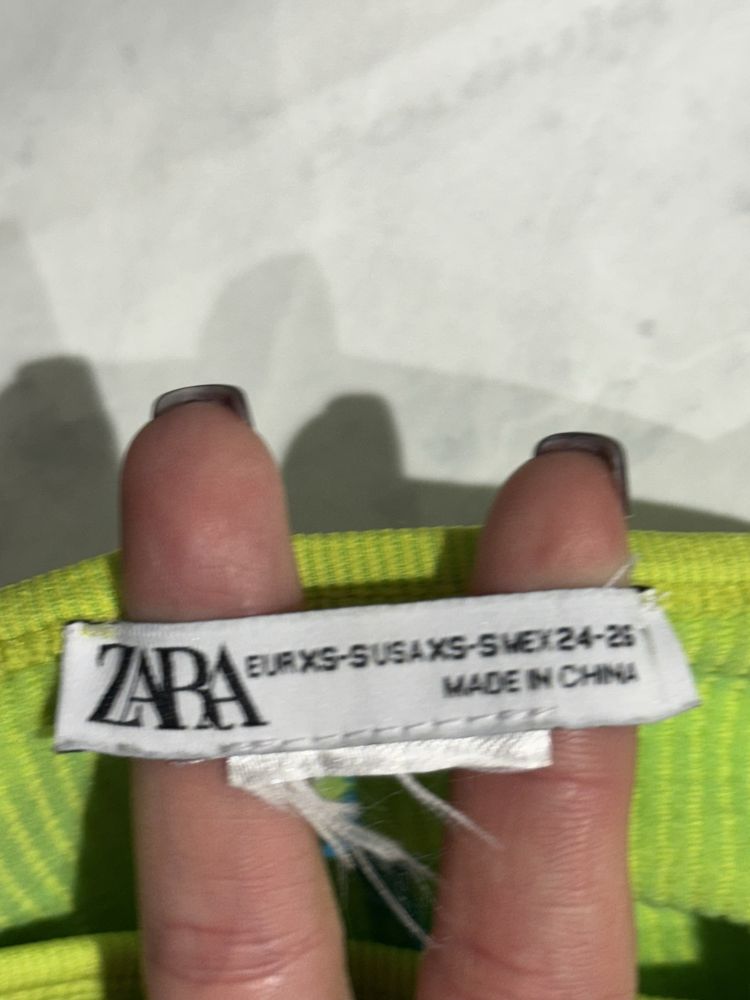 ZARA
EUR XS-S USA XS-S MEX 24-26
MADE IN CHINA